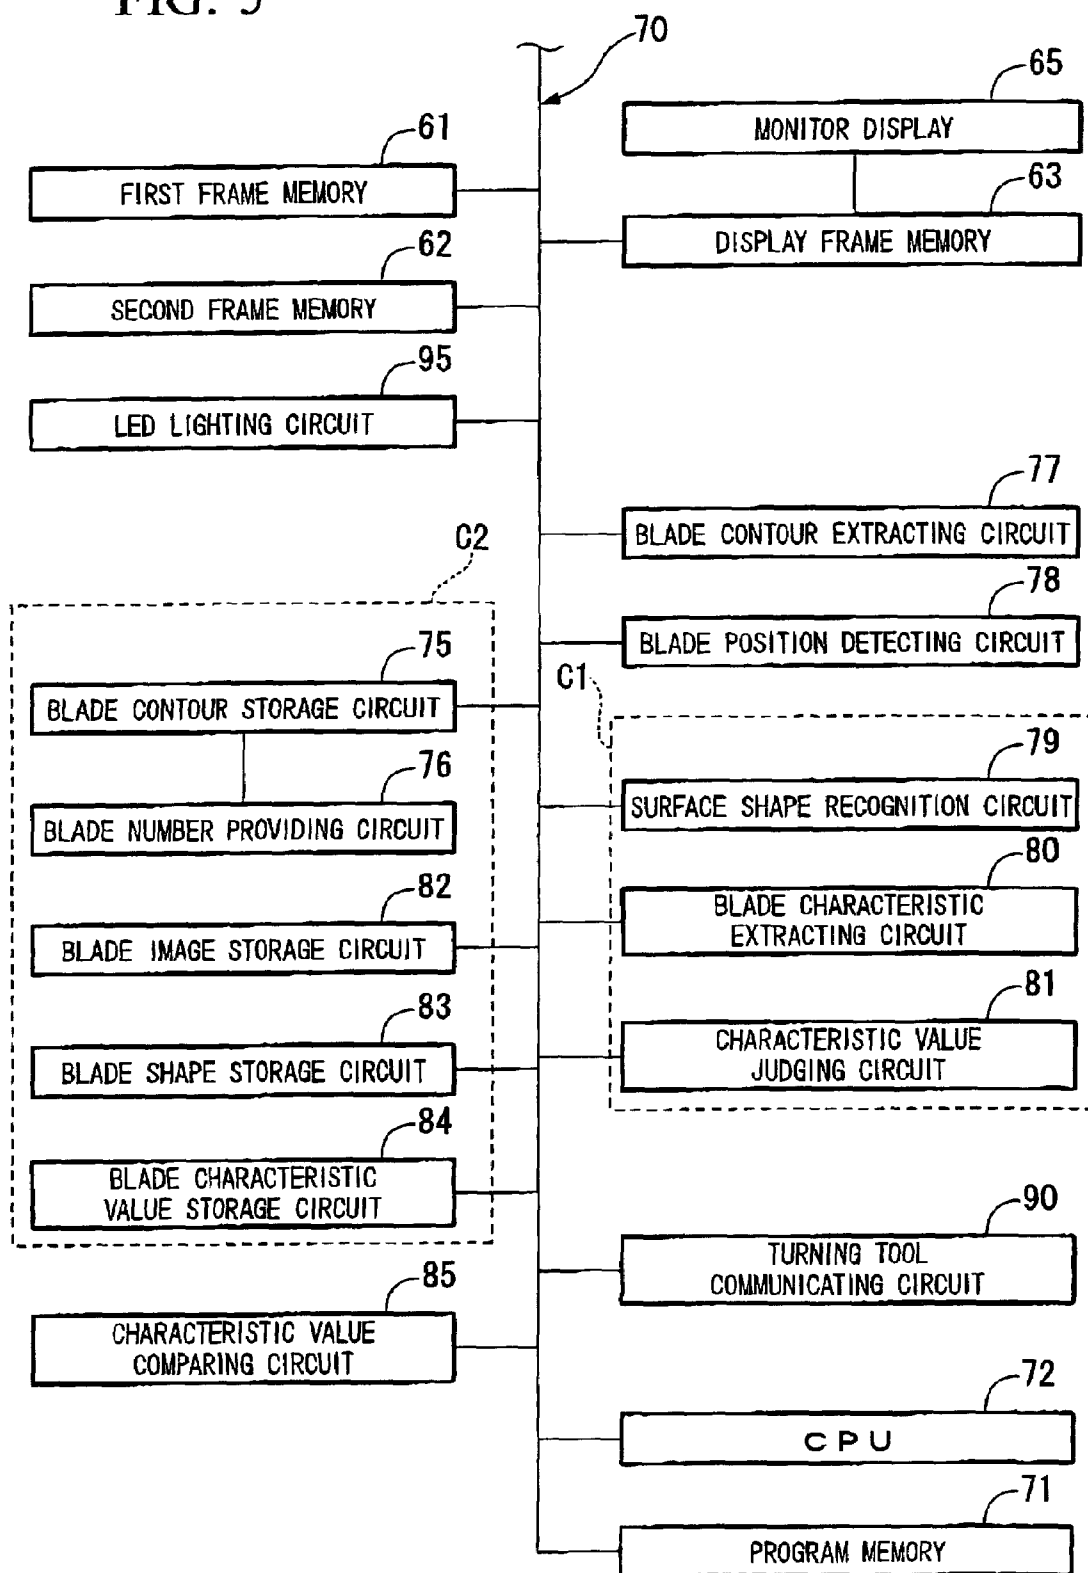 FIG. 5
70
65
MONITOR DISPLAY
61
FIRST FRAME MEMORY
63
DISPLAY FRAME MEMORY
62
SECOND FRAME MEMORY
95
LED LIGHTING CIRCUIT
77
BLADE CONTOUR EXTRACTING CIRCUIT
C2
78
BLADE POSITION DETECTING CIRCUIT
75
BLADE CONTOUR STORAGE CIRCUIT
C1
79
SURFACE SHAPE RECOGNITION CIRCUIT
76
BLADE NUMBER PROVIDING CIRCUIT
80
BLADE CHARACTERISTIC
EXTRACTING CIRCUIT
82
BLADE IMAGE STORAGE CIRCUIT
81
CHARACTERISTIC VALUE
JUDGING CIRCUIT
83
BLADE SHAPE STORAGE CIRCUIT
84
BLADE CHARACTERISTIC
VALUE STORAGE CIRCUIT
90
TURNING TOOL
COMMUNICATING CIRCUIT
85
CHARACTERISTIC VALUE
COMPARING CIRCUIT
72
CPU
71
PROGRAM MEMORY